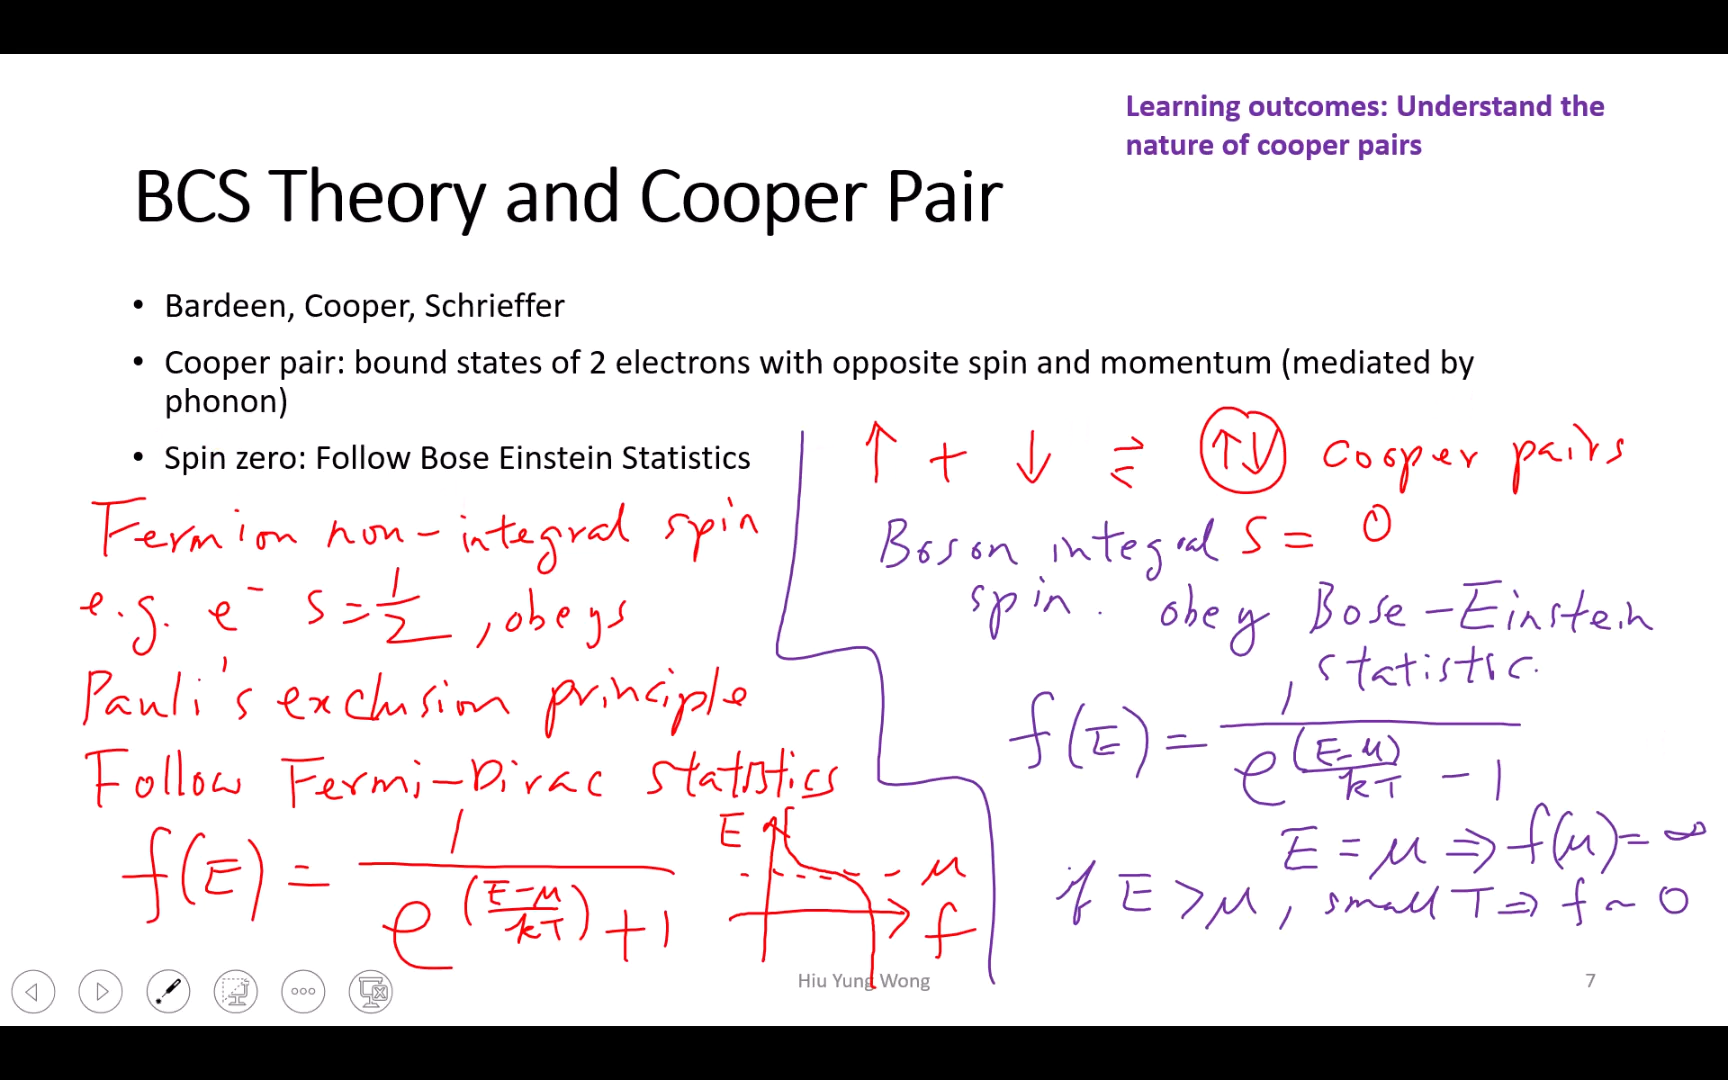 Learning outcomes: Understand the
nature of cooper pairs
BCS Theory and Cooper Pair
• Bardeen, Cooper, Schrieffer
• Cooper pair: bound states of 2 electrons with opposite spin and momentum (mediated by
phonon)
• Spin zero: Follow Bose Einstein Statistics
Fermion non-integral spin
e.g. e⁻ s = 1/2, obeys
Pauli's exclusion principle
Follow Fermi-Dirac statistics
f(E) = 1 / (e^((E-μ)/kT) + 1)
E
μ
f
↑ + ↓ ⇌ ↑↓ Cooper pairs
Boson integral S = 0
spin. obey Bose-Einstein
statistic.
f(E) = 1 / (e^((E-μ)/kT) - 1)
E = μ ⇒ f(μ) = ∞
if E > μ, small T ⇒ f ~ 0
Hiu Yung Wong
7